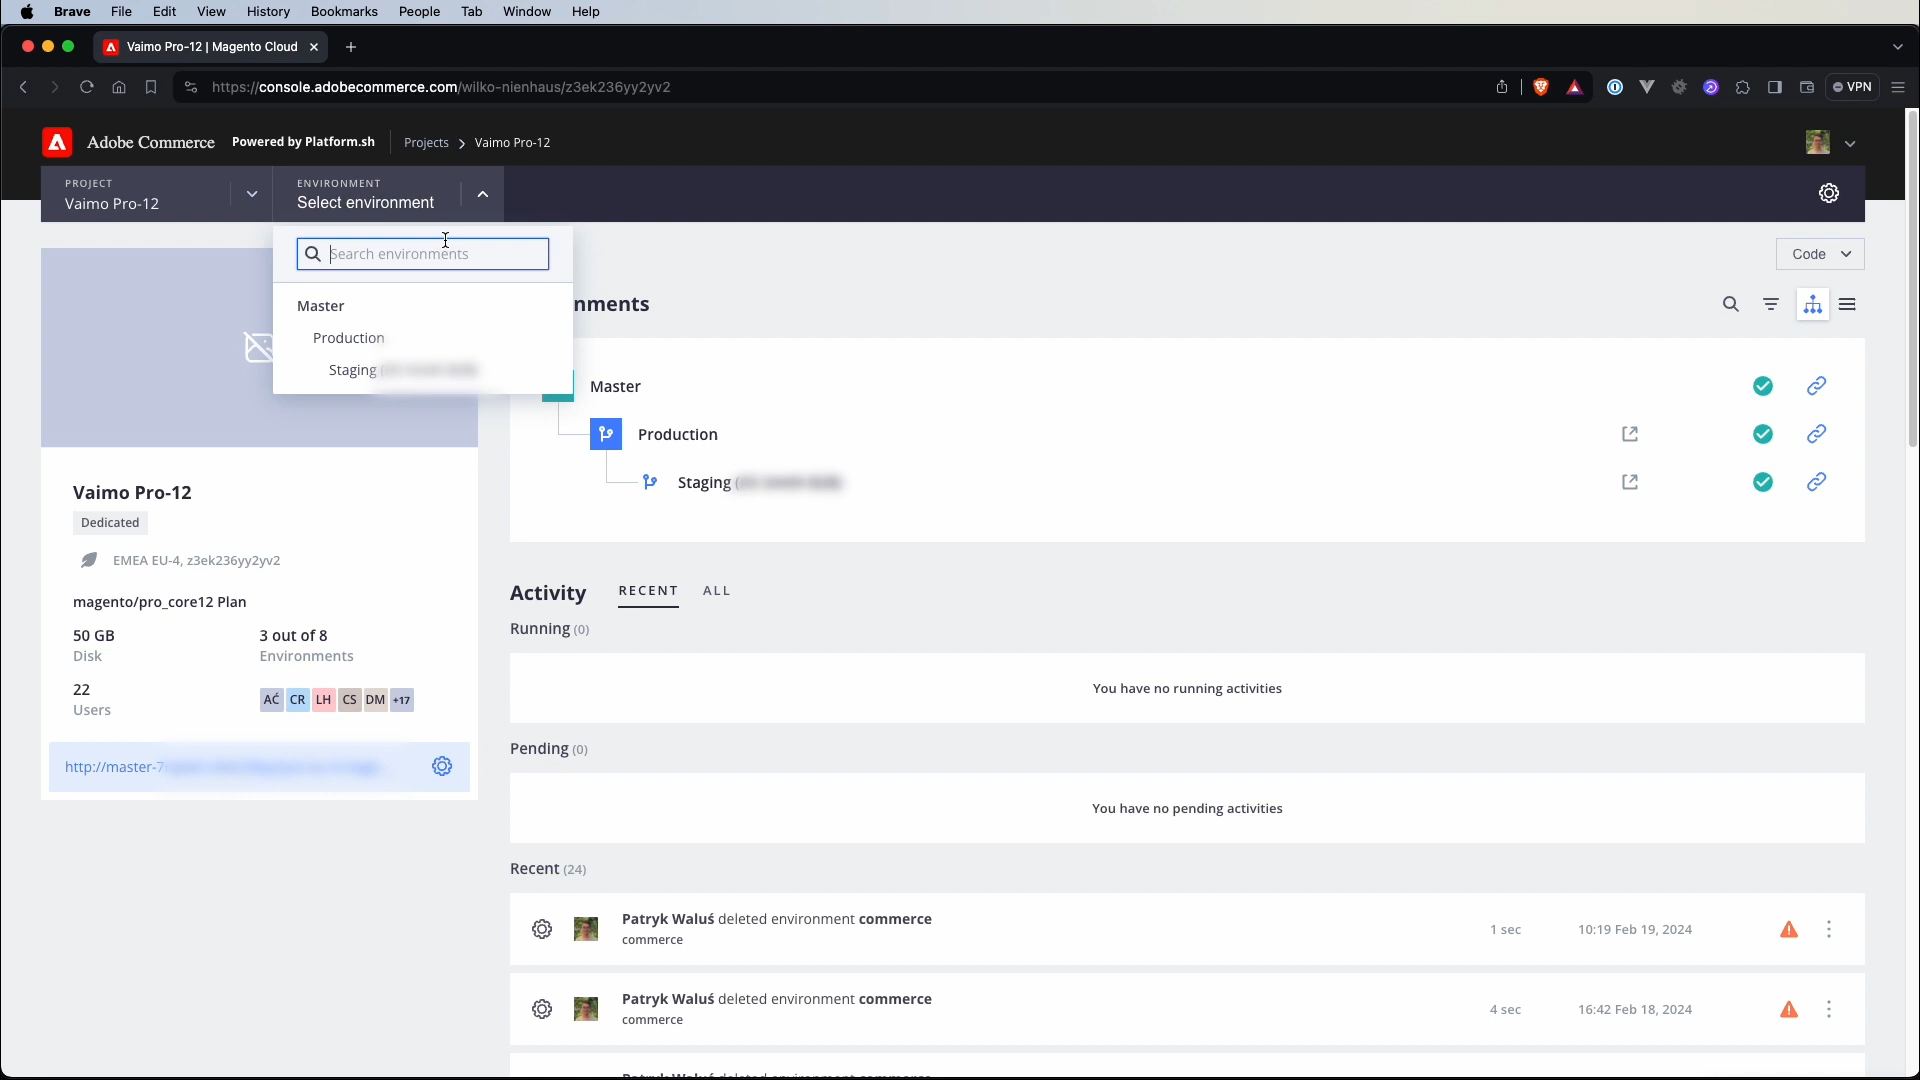 Brave File Edit View History Bookmarks People Tab Window Help
Vaimo Pro-12 | Magento Cloud
https://console.adobecommerce.com/wilko-nienhaus/z3ek236yy2yv2
VPN
Adobe Commerce Powered by Platform.sh Projects > Vaimo Pro-12
PROJECT
Vaimo Pro-12
ENVIRONMENT
Select environment
Search environments
Master
Production
Staging (
Code
nments
Master
Production
Staging (
Vaimo Pro-12
Dedicated
EMEA EU-4, z3ek236yy2yv2
magento/pro_core12 Plan
50 GB
Disk
3 out of 8
Environments
22
Users
AĆ CR LH CS DM +17
http://master-7
Activity RECENT ALL
Running (0)
You have no running activities
Pending (0)
You have no pending activities
Recent (24)
Patryk Waluś deleted environment commerce
commerce
1 sec 10:19 Feb 19, 2024
Patryk Waluś deleted environment commerce
commerce
4 sec 16:42 Feb 18, 2024
Patryk Waluś deleted environment commerce